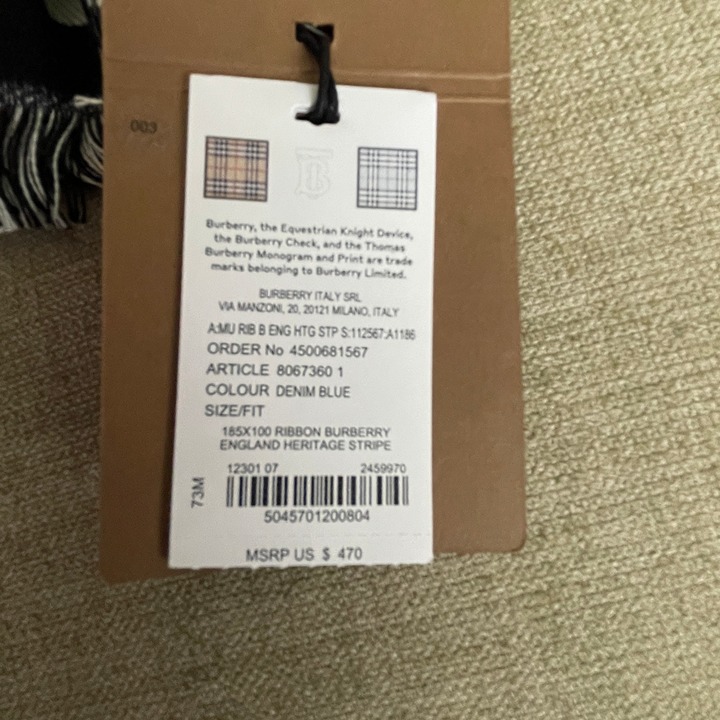 003
Burberry, the Equestrian Knight Device,
the Burberry Check, and the Thomas
Burberry Monogram and Print are trade
marks belonging to Burberry Limited.
BURBERRY ITALY SRL
VIA MANZONI, 20, 20121 MILANO, ITALY
A:MU RIB B ENG HTG STP S:112567:A1186
ORDER No 4500681567
ARTICLE 8067360 1
COLOUR DENIM BLUE
SIZE/FIT
185X100 RIBBON BURBERRY
ENGLAND HERITAGE STRIPE
12301 07 2459970
73M
5045701200804
MSRP US $ 470